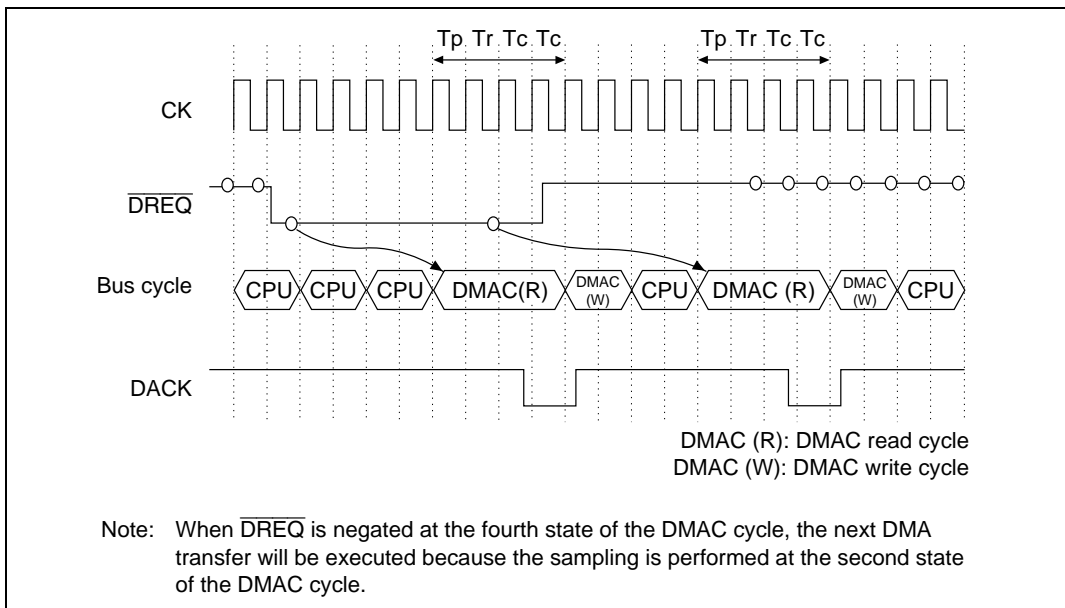 Tp Tr Tc Tc Tp Tr Tc Tc
CK
DREQ
Bus cycle CPU CPU CPU DMAC(R) DMAC (W) CPU DMAC (R) DMAC (W) CPU
DACK
DMAC (R): DMAC read cycle
DMAC (W): DMAC write cycle
Note: When DREQ is negated at the fourth state of the DMAC cycle, the next DMA
transfer will be executed because the sampling is performed at the second state
of the DMAC cycle.